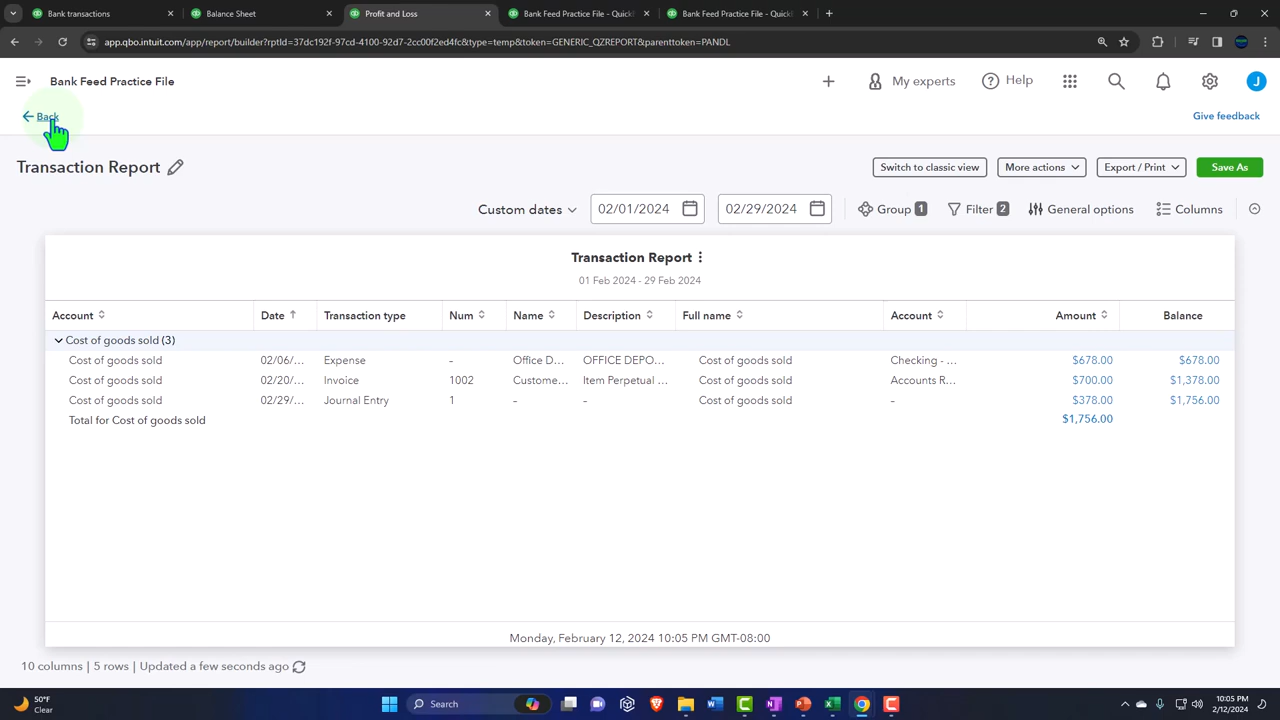 Bank transactions × Balance Sheet × Profit and Loss × Bank Feed Practice File - Quick × Bank Feed Practice File - Quick × +
app.qbo.intuit.com/app/report/builder?rptId=37dc192f-97cd-4410-92d7-2cc00f2ed4fc&type=temp&token=GENERIC_QZREPORT&parenttoken=PANDL
Bank Feed Practice File My experts Help J
Back Give feedback
Transaction Report Switch to classic view More actions Export / Print Save As
Custom dates 02/01/2024 02/29/2024 Group 1 Filter 2 General options Columns
Transaction Report
01 Feb 2024 - 29 Feb 2024
Account Date Transaction type Num Name Description Full name Account Amount Balance
Cost of goods sold (3)
Cost of goods sold 02/06/... Expense – Office D... OFFICE DEPO... Cost of goods sold Checking - ... $678.00 $678.00
Cost of goods sold 02/20/... Invoice 1002 Custome... Item Perpetual ... Cost of goods sold Accounts R... $700.00 $1,378.00
Cost of goods sold 02/29/... Journal Entry 1 – – Cost of goods sold – $378.00 $1,756.00
Total for Cost of goods sold $1,756.00
Monday, February 12, 2024 10:05 PM GMT-08:00
10 columns | 5 rows | Updated a few seconds ago
50°F
Clear
Search
10:05 PM
2/12/2024